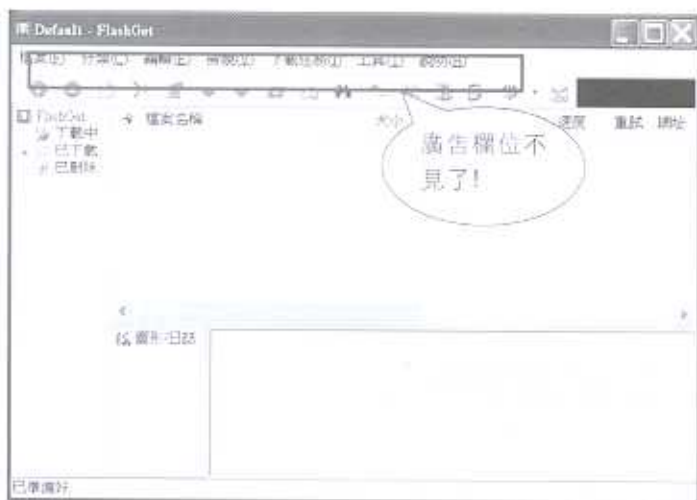 Default - FlashGet
檔案(F) 分類(C) 編輯(E) 檢視(V) 下載任務(J) 工具(T) 說明(H)
FlashGet
下載中
已下載
已刪除
檔案名稱 大小 速度 重試 網址
廣告欄位不
見了!
圖形/日誌
已準備好